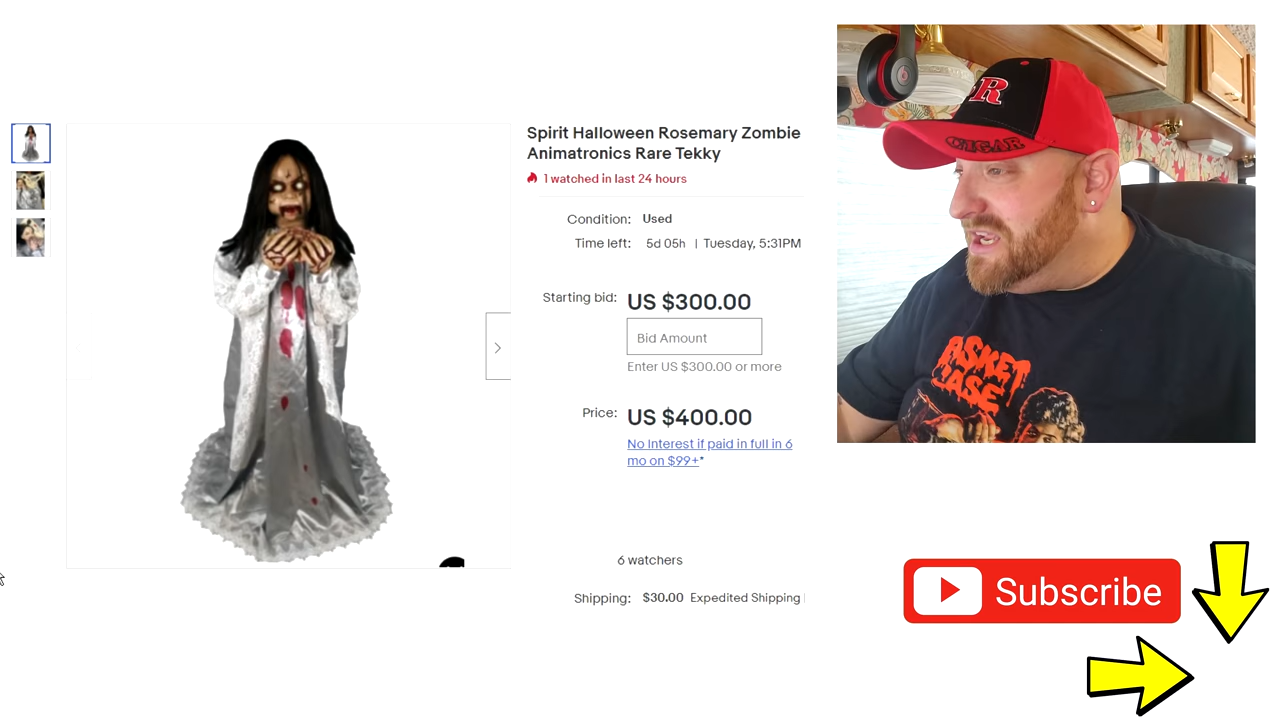 Spirit Halloween Rosemary Zombie
Animatronics Rare Tekky
1 watched in last 24 hours
Condition: Used
Time left: 5d 05h | Tuesday, 5:31PM
Starting bid: US $300.00
Bid Amount
Enter US $300.00 or more
Price: US $400.00
No Interest if paid in full in 6
mo on $99+*
6 watchers
Shipping: $30.00 Expedited Shipping
R
CIGAR
ASKET
CASE
Subscribe